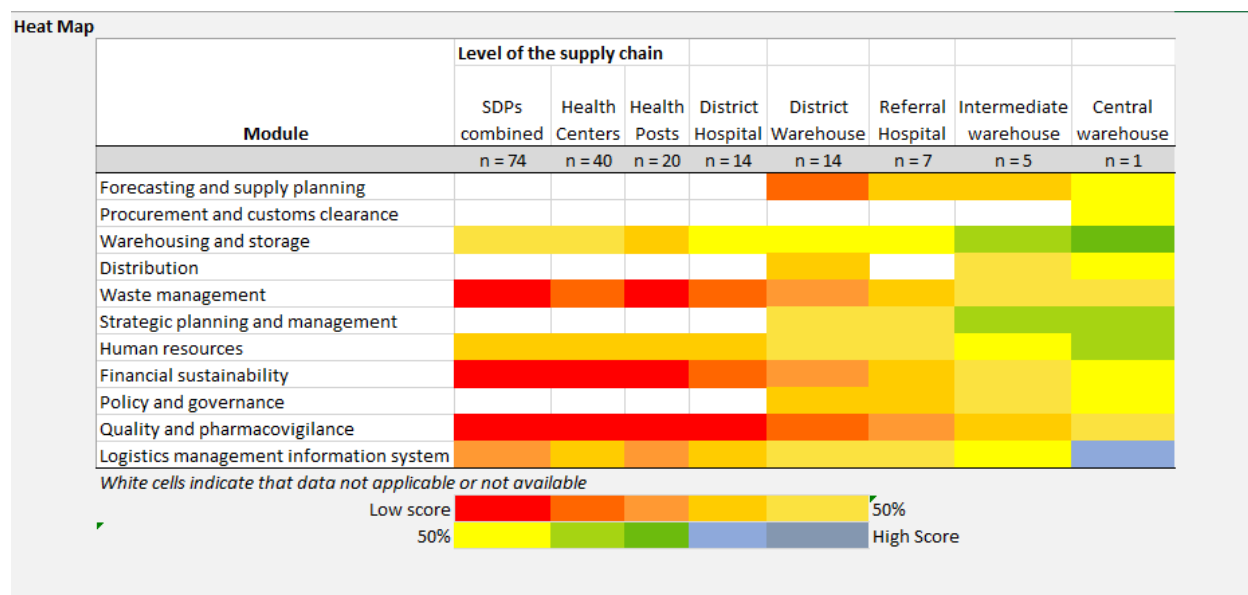 Heat Map
Level of the supply chain
Module
SDPs combined
Health Centers
Health Posts
District Hospital
District Warehouse
Referral Hospital
Intermediate warehouse
Central warehouse
n = 74 n = 40 n = 20 n = 14 n = 14 n = 7 n = 5 n = 1
Forecasting and supply planning
Procurement and customs clearance
Warehousing and storage
Distribution
Waste management
Strategic planning and management
Human resources
Financial sustainability
Policy and governance
Quality and pharmacovigilance
Logistics management information system
White cells indicate that data not applicable or not available
Low score 50%
50% High Score